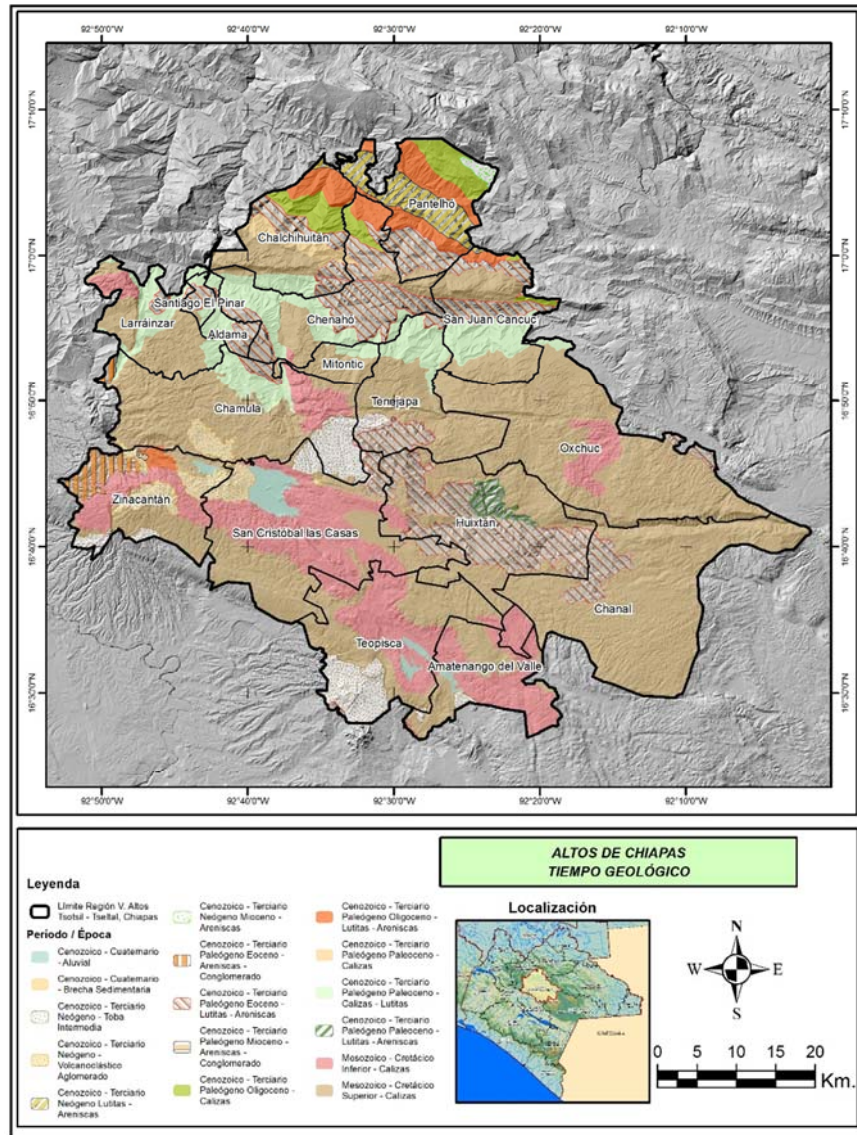 92°50'0"W 92°40'0"W 92°30'0"W 92°20'0"W 92°10'0"W
17°10'0"N 17°10'0"N
Pantelhó
Chalchihuitán
17°0'0"N 17°0'0"N
Santiago El Pinar
Larráinzar
Chenahó San Juan Cancuc
Aldama
Mitontic
16°50'0"N 16°50'0"N
Chamula
Tenejapa
Oxchuc
Zinacantán
Huixtán
San Cristóbal las Casas
16°40'0"N 16°40'0"N
Chanal
Teopisca
Amatenango del Valle
92°50'0"W 92°40'0"W 92°30'0"W 92°20'0"W 92°10'0"W
ALTOS DE CHIAPAS
TIEMPO GEOLÓGICO
Leyenda
Límite Región V. Altos
Tsotsil - Tseltal, Chiapas
Periodo / Época
Cenozoico - Cuaternario
- Aluvial
Cenozoico - Cuaternario
- Brecha Sedimentaria
Cenozoico - Terciario
Neógeno - Toba
Intermedia
Cenozoico - Terciario
Neógeno -
Volcanoclástico
Aglomerado
Cenozoico - Terciario
Neógeno Lutitas -
Areniscas
Cenozoico - Terciario
Neógeno Mioceno -
Areniscas
Cenozoico - Terciario
Paleógeno Eoceno -
Areniscas -
Conglomerado
Cenozoico - Terciario
Paleógeno Eoceno -
Lutitas - Areniscas
Cenozoico - Terciario
Paleógeno Mioceno -
Areniscas -
Conglomerado
Cenozoico - Terciario
Paleógeno Oligoceno -
Calizas
Cenozoico - Terciario
Paleógeno Oligoceno -
Lutitas - Areniscas
Cenozoico - Terciario
Paleógeno Paleoceno -
Calizas
Cenozoico - Terciario
Paleógeno Paleoceno -
Calizas - Lutitas
Cenozoico - Terciario
Paleógeno Paleoceno -
Lutitas - Areniscas
Mesozoico - Cretácico
Inferior - Calizas
Mesozoico - Cretácico
Superior - Calizas
Localización
N
W E
S
0 5 10 15 20
Km.